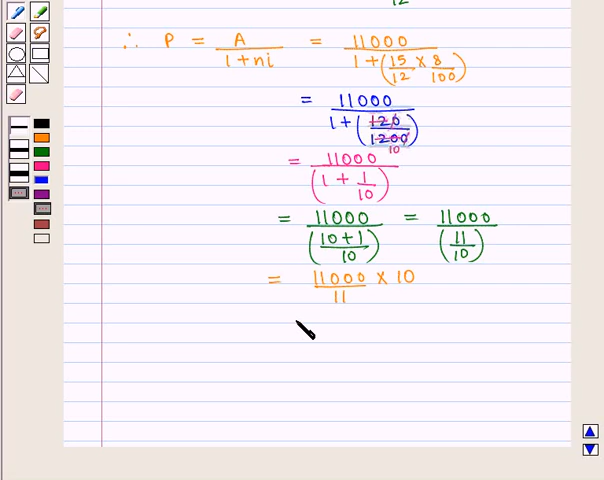 12
∴ P = A/(1+ni) = 11000/(1+(15/12 × 8/100))
= 11000/(1+(120/1200)) 10
= 11000/(1 + 1/10)
= 11000/((10+1)/10) = 11000/(11/10)
= 11000/11 × 10